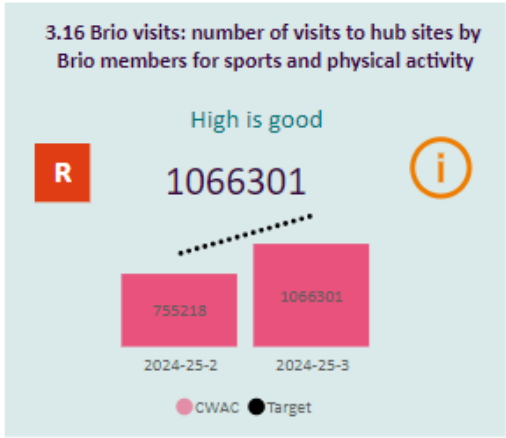 3.16 Brio visits: number of visits to hub sites by
Brio members for sports and physical activity
High is good
R
1066301
i
755218
1066301
2024-25-2
2024-25-3
CWAC
Target